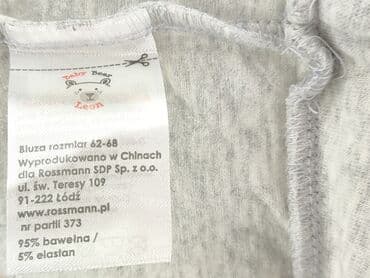 Baby Bear
Leon
Bluza rozmiar 62-68
Wyprodukowano w Chinach
dla Rossmann SDP Sp. z o.o.
ul. św. Teresy 109
91-222 Łódź
www.rossmann.pl
nr partii 373
95% bawełna /
5% elastan